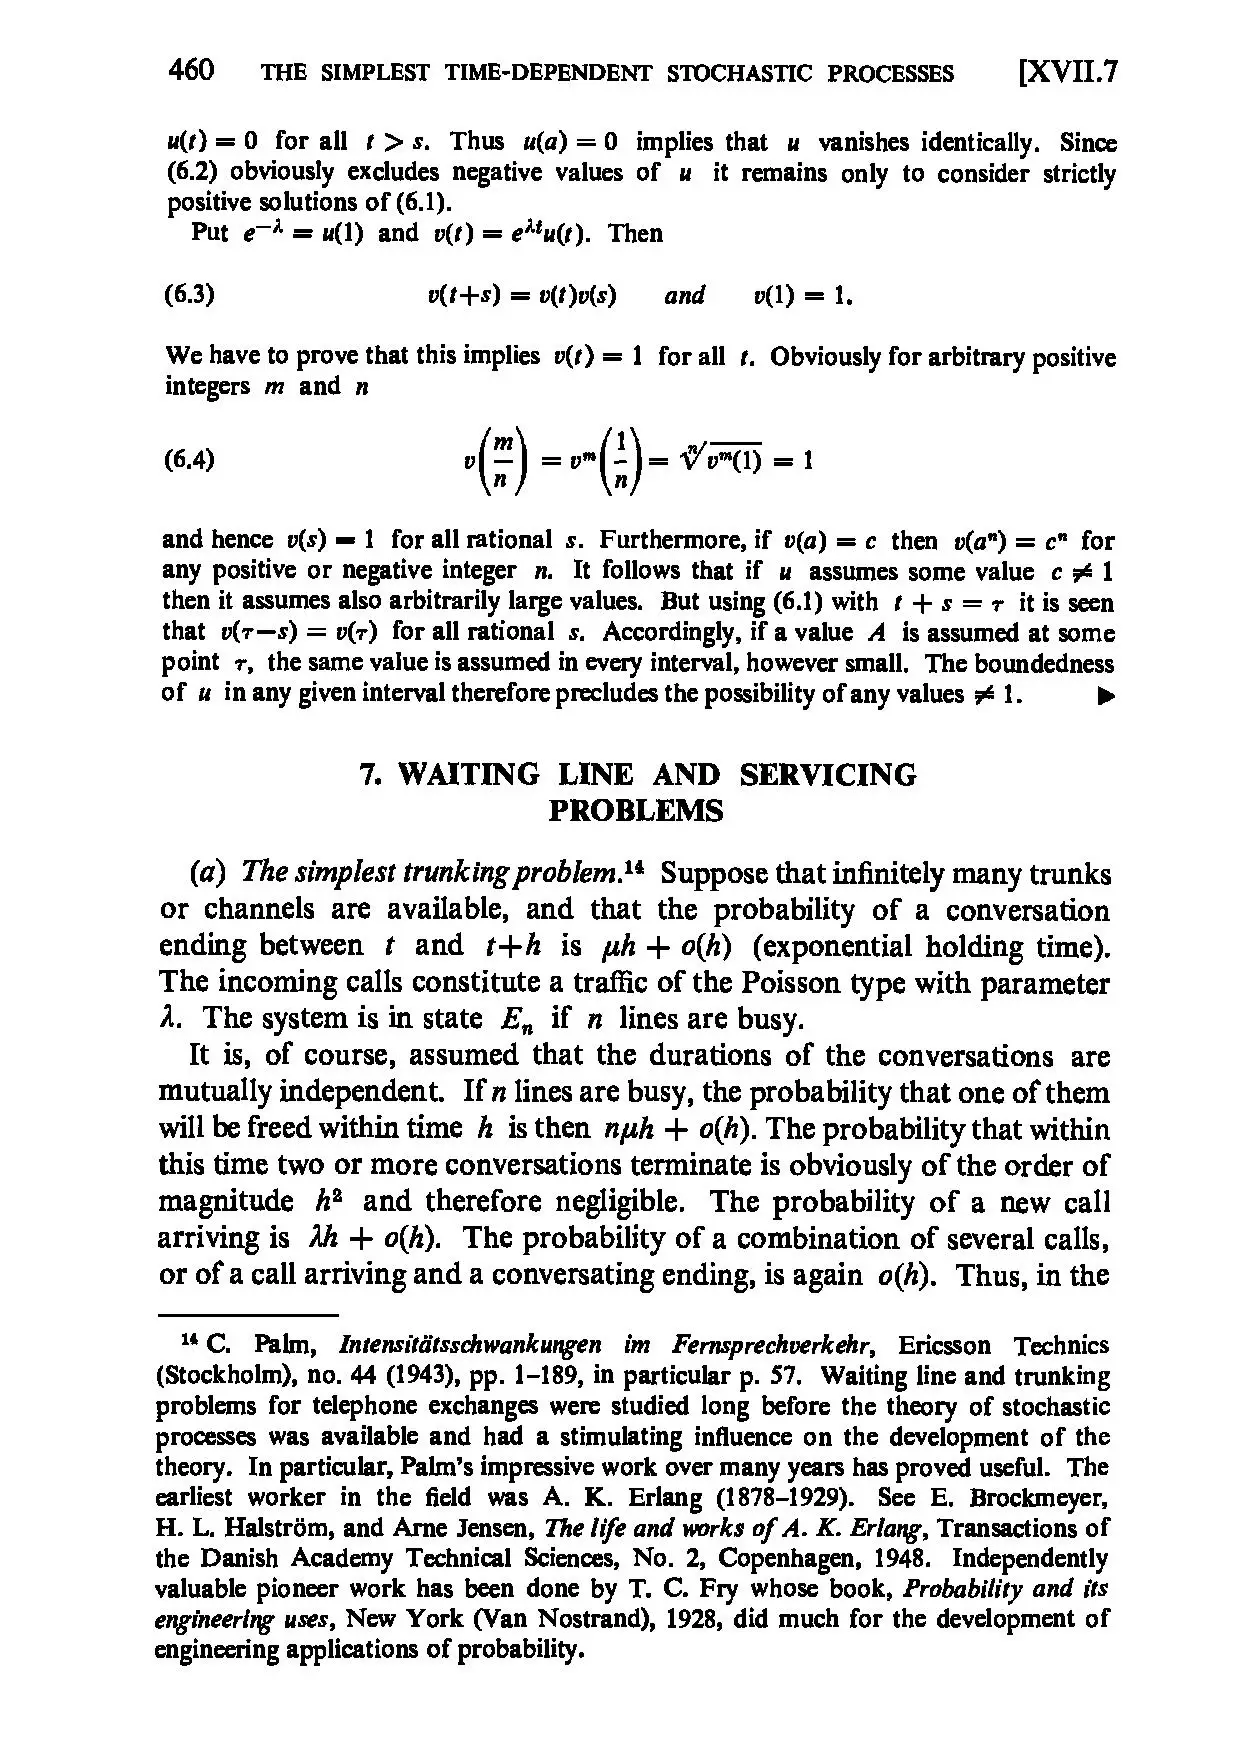 460 THE SIMPLEST TIME-DEPENDENT STOCHASTIC PROCESSES [XVII.7
u(t) = 0 for all t > s. Thus u(a) = 0 implies that u vanishes identically. Since
(6.2) obviously excludes negative values of u it remains only to consider strictly
positive solutions of (6.1).
Put e^{−λ} = u(1) and v(t) = e^{λt}u(t). Then
(6.3) v(t+s) = v(t)v(s) and v(1) = 1.
We have to prove that this implies v(t) = 1 for all t. Obviously for arbitrary positive
integers m and n
(6.4) v(m/n) = v^m(1/n) = \sqrt[n]{v^m(1)} = 1
and hence v(s) = 1 for all rational s. Furthermore, if v(a) = c then v(a^n) = c^n for
any positive or negative integer n. It follows that if u assumes some value c ≠ 1
then it assumes also arbitrarily large values. But using (6.1) with t + s = τ it is seen
that v(τ−s) = v(τ) for all rational s. Accordingly, if a value A is assumed at some
point τ, the same value is assumed in every interval, however small. The boundedness
of u in any given interval therefore precludes the possibility of any values ≠ 1. ►
7. WAITING LINE AND SERVICING
PROBLEMS
(a) The simplest trunking problem.¹⁴ Suppose that infinitely many trunks
or channels are available, and that the probability of a conversation
ending between t and t+h is μh + o(h) (exponential holding time).
The incoming calls constitute a traffic of the Poisson type with parameter
λ. The system is in state Eₙ if n lines are busy.
It is, of course, assumed that the durations of the conversations are
mutually independent. If n lines are busy, the probability that one of them
will be freed within time h is then nμh + o(h). The probability that within
this time two or more conversations terminate is obviously of the order of
magnitude h² and therefore negligible. The probability of a new call
arriving is λh + o(h). The probability of a combination of several calls,
or of a call arriving and a conversating ending, is again o(h). Thus, in the
¹⁴ C. Palm, Intensitätsschwankungen im Fernsprechverkehr, Ericsson Technics
(Stockholm), no. 44 (1943), pp. 1–189, in particular p. 57. Waiting line and trunking
problems for telephone exchanges were studied long before the theory of stochastic
processes was available and had a stimulating influence on the development of the
theory. In particular, Palm's impressive work over many years has proved useful. The
earliest worker in the field was A. K. Erlang (1878–1929). See E. Brockmeyer,
H. L. Halström, and Arne Jensen, The life and works of A. K. Erlang, Transactions of
the Danish Academy Technical Sciences, No. 2, Copenhagen, 1948. Independently
valuable pioneer work has been done by T. C. Fry whose book, Probability and its
engineering uses, New York (Van Nostrand), 1928, did much for the development of
engineering applications of probability.